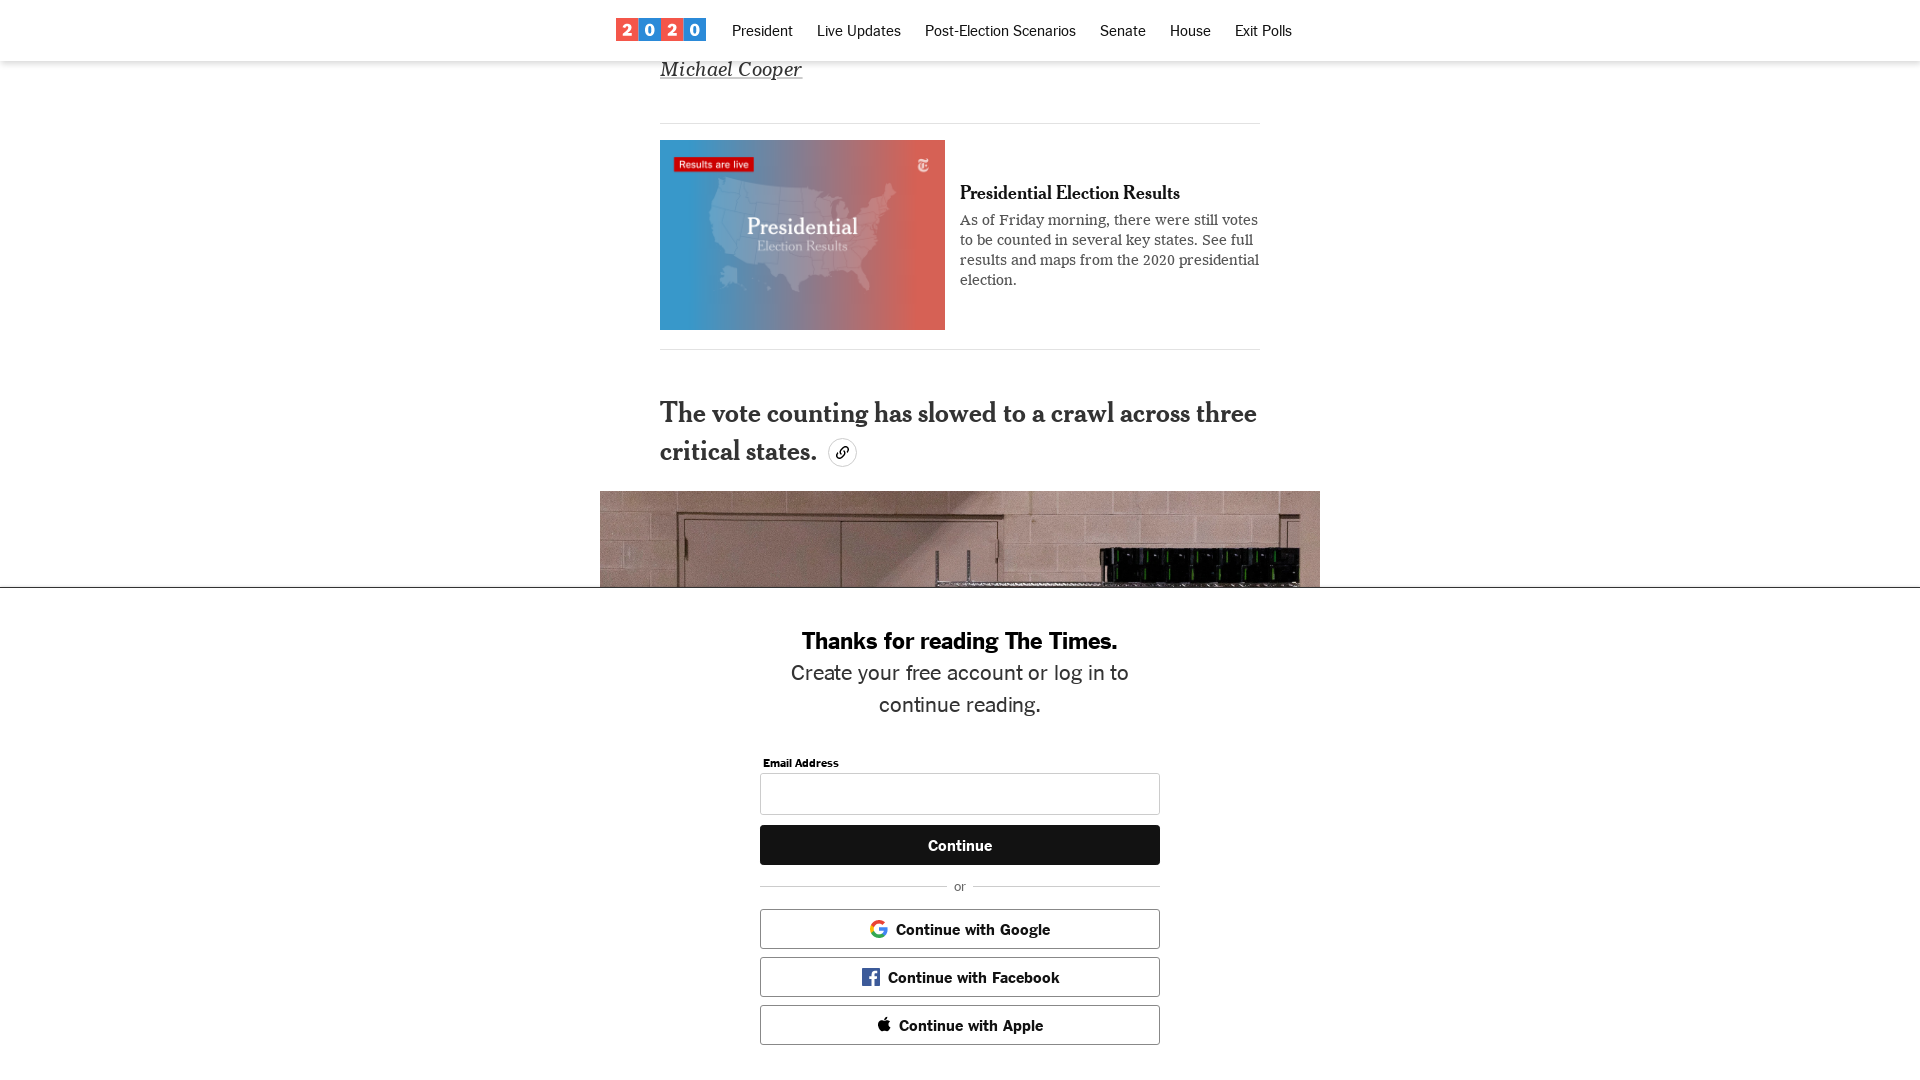 2020 President Live Updates Post-Election Scenarios Senate House Exit Polls
Michael Cooper
Results are live
Presidential
Election Results
Presidential Election Results
As of Friday morning, there were still votes
to be counted in several key states. See full
results and maps from the 2020 presidential
election.
The vote counting has slowed to a crawl across three
critical states.
Thanks for reading The Times.
Create your free account or log in to
continue reading.
Email Address
Continue
or
Continue with Google
Continue with Facebook
Continue with Apple